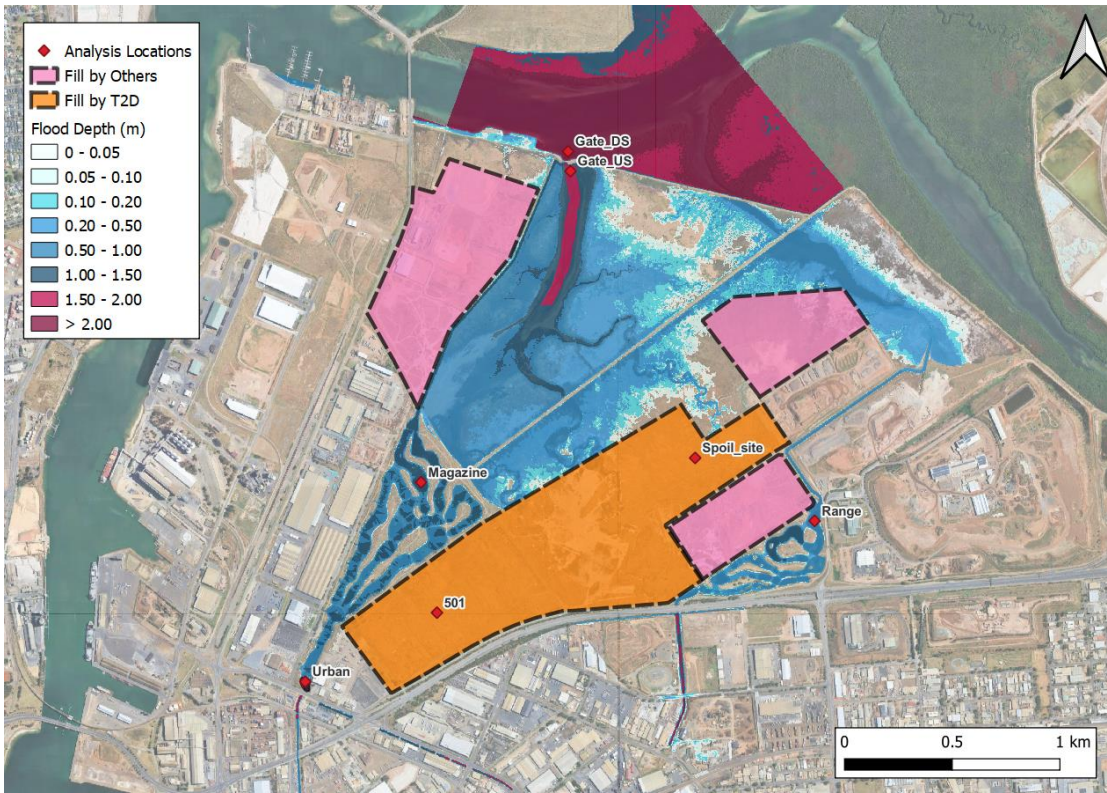 Analysis Locations
Fill by Others
Fill by T2D
Flood Depth (m)
0 - 0.05
0.05 - 0.10
0.10 - 0.20
0.20 - 0.50
0.50 - 1.00
1.00 - 1.50
1.50 - 2.00
> 2.00
Gate_DS
Gate_US
Spoil_site
Magazine
Range
501
Urban
0 0.5 1 km